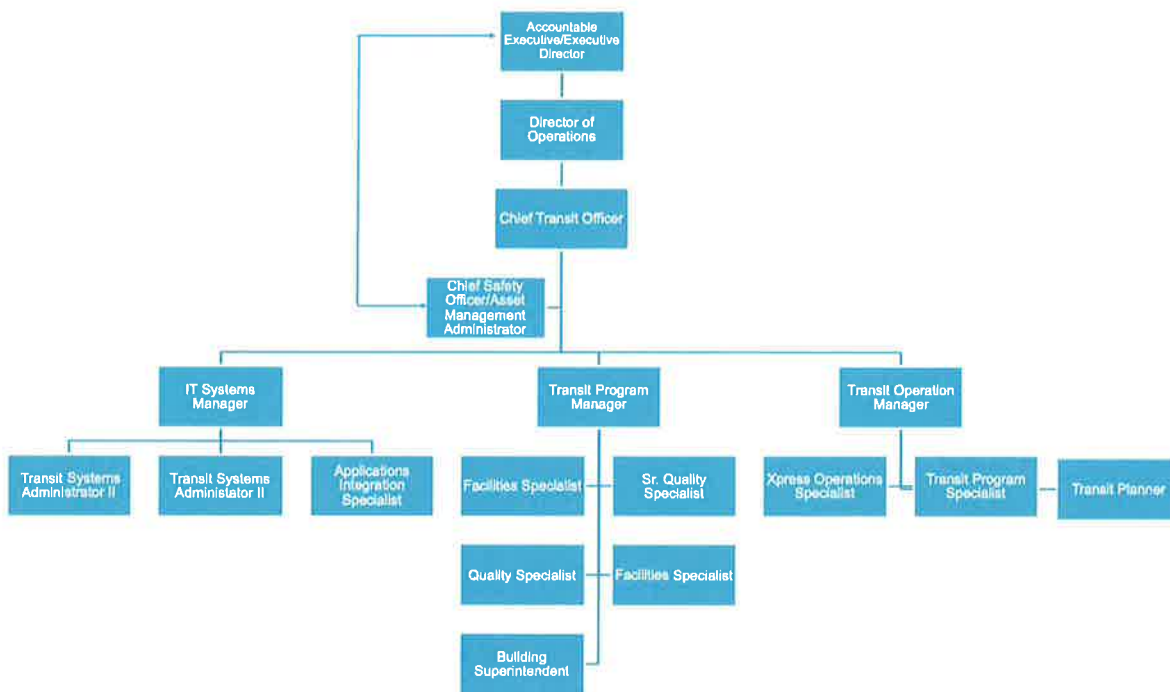 Accountable
Executive/Executive
Director
Director of
Operations
Chief Transit Officer
Chief Safety
Officer/Asset
Management
Administrator
IT Systems
Manager
Transit Program
Manager
Transit Operation
Manager
Transit Systems
Administrator II
Transit Systems
Administator II
Applications
Integration
Specialist
Facilities Specialist
Sr. Quality
Specialist
Xpress Operations
Specialist
Transit Program
Specialist
Transit Planner
Quality Specialist
Facilities Specialist
Building
Superintendent